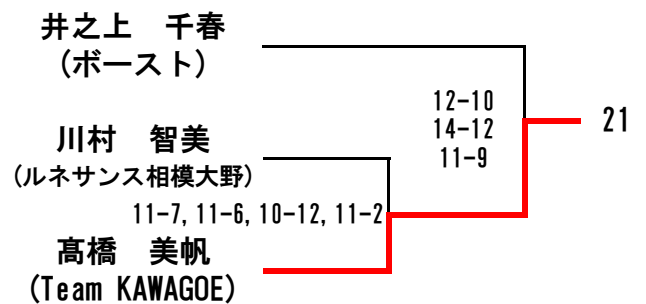 井之上　千春
(ボースト)
12-10
14-12
11-9
21
川村　智美
(ルネサンス相模大野)
11-7, 11-6, 10-12, 11-2
髙橋　美帆
(Team KAWAGOE)